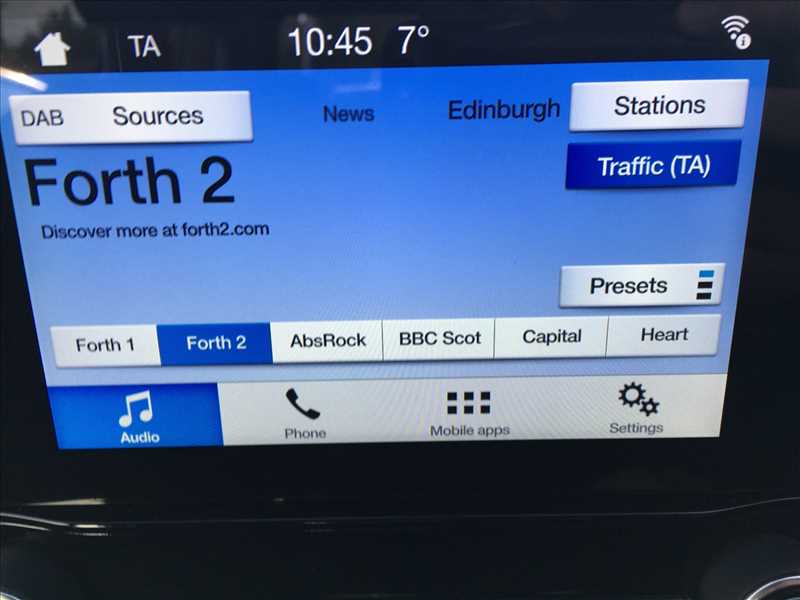 TA 10:45 7°
DAB Sources News Edinburgh Stations
Forth 2 Traffic (TA)
Discover more at forth2.com
Presets
Forth 1 Forth 2 AbsRock BBC Scot Capital Heart
Audio Phone Mobile apps Settings